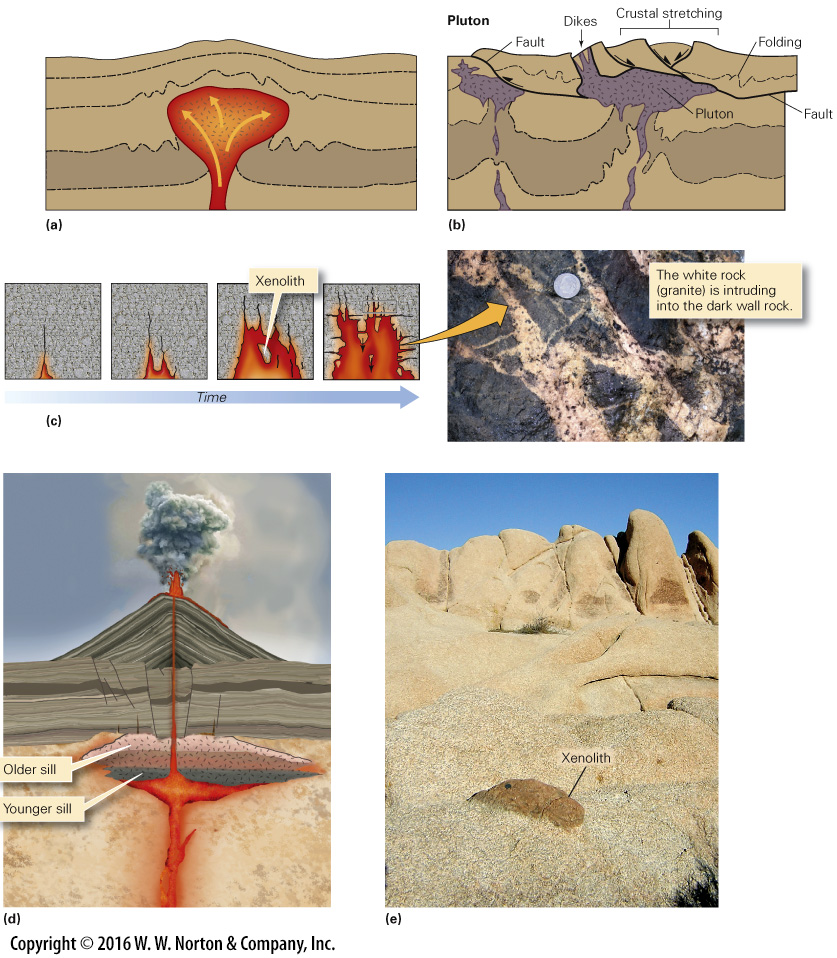 Pluton
Dikes
Crustal stretching
Fault
Folding
Pluton
Fault
(a)
(b)
Xenolith
Time
(c)
The white rock
(granite) is intruding
into the dark wall rock.
Older sill
Younger sill
Xenolith
(d)
(e)
Copyright © 2016 W. W. Norton & Company, Inc.